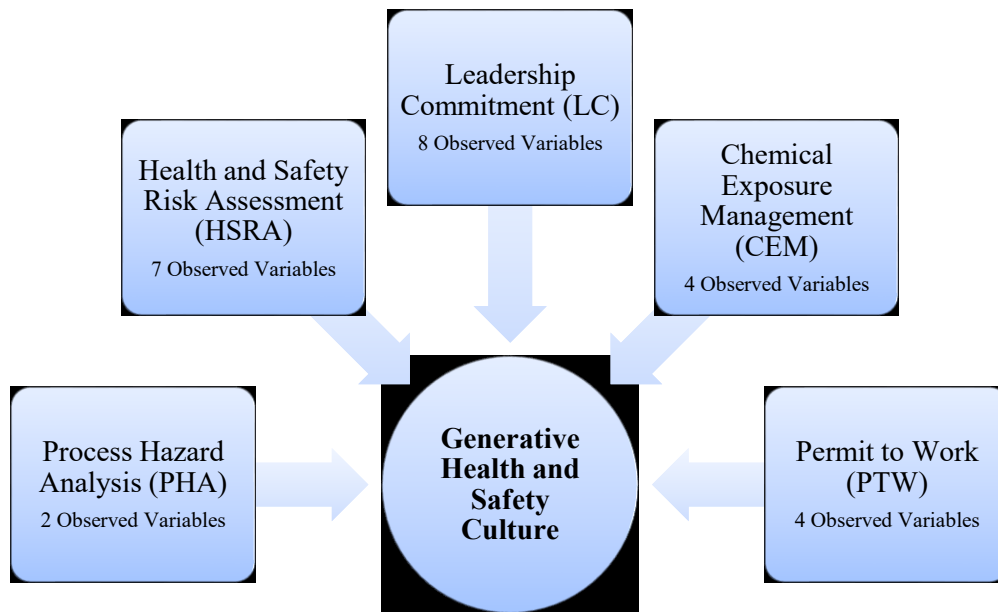 Leadership
Commitment (LC)
8 Observed Variables
Health and Safety
Risk Assessment
(HSRA)
7 Observed Variables
Chemical
Exposure
Management
(CEM)
4 Observed Variables
Process Hazard
Analysis (PHA)
2 Observed Variables
Generative
Health and
Safety
Culture
Permit to Work
(PTW)
4 Observed Variables